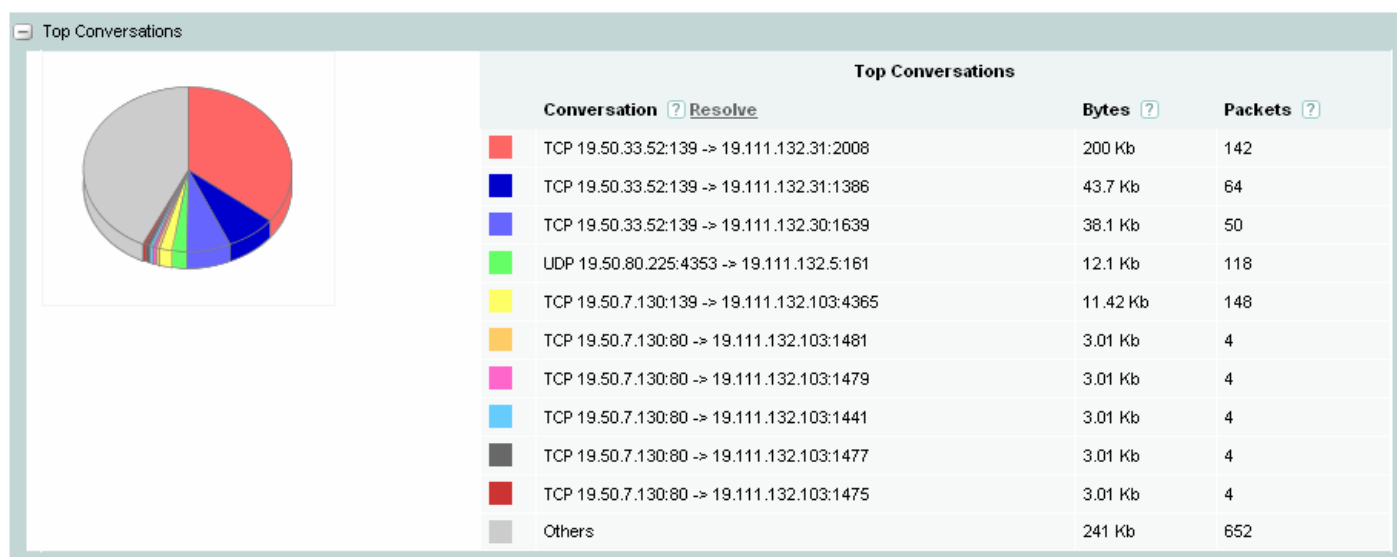 Top Conversations
Top Conversations
Conversation ? Resolve Bytes ? Packets ?
TCP 19.50.33.52:139 -> 19.111.132.31:2008 200 Kb 142
TCP 19.50.33.52:139 -> 19.111.132.31:1386 43.7 Kb 64
TCP 19.50.33.52:139 -> 19.111.132.30:1639 38.1 Kb 50
UDP 19.50.80.225:4353 -> 19.111.132.5:161 12.1 Kb 118
TCP 19.50.7.130:139 -> 19.111.132.103:4365 11.42 Kb 148
TCP 19.50.7.130:80 -> 19.111.132.103:1481 3.01 Kb 4
TCP 19.50.7.130:80 -> 19.111.132.103:1479 3.01 Kb 4
TCP 19.50.7.130:80 -> 19.111.132.103:1441 3.01 Kb 4
TCP 19.50.7.130:80 -> 19.111.132.103:1477 3.01 Kb 4
TCP 19.50.7.130:80 -> 19.111.132.103:1475 3.01 Kb 4
Others 241 Kb 652